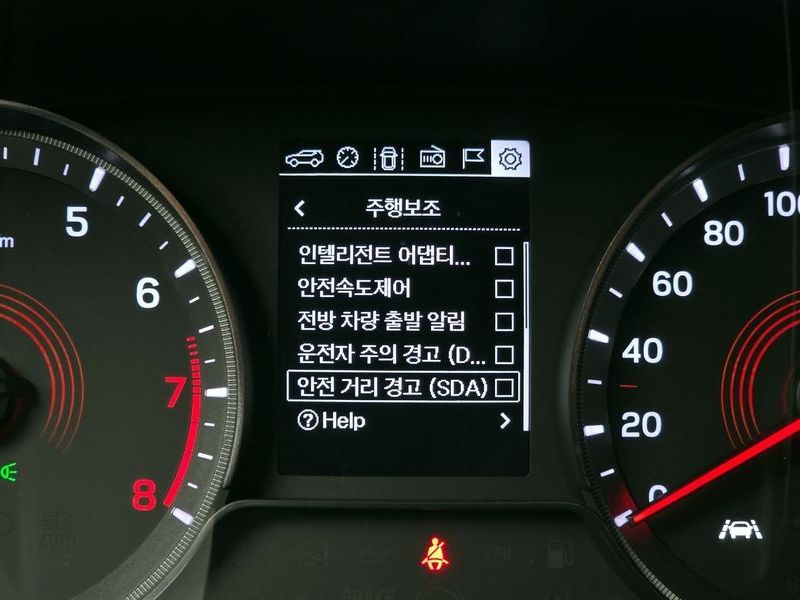 주행보조
인텔리전트 어댑티...
안전속도제어
전방 차량 출발 알림
운전자 주의 경고 (D...
안전 거리 경고 (SDA)
Help
5
6
7
8
100
80
60
40
20
0
AUTO
BRAKE